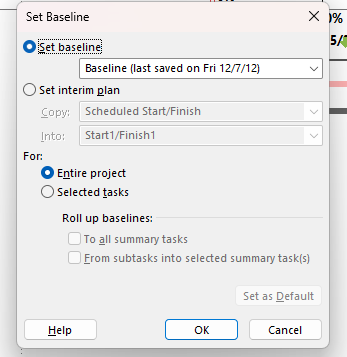 0%
Set Baseline
5/
Set baseline
Baseline (last saved on Fri 12/7/12)
Set interim plan
Copy: Scheduled Start/Finish
Into: Start1/Finish1
For:
Entire project
Selected tasks
Roll up baselines:
To all summary tasks
From subtasks into selected summary task(s)
Set as Default
Help OK Cancel